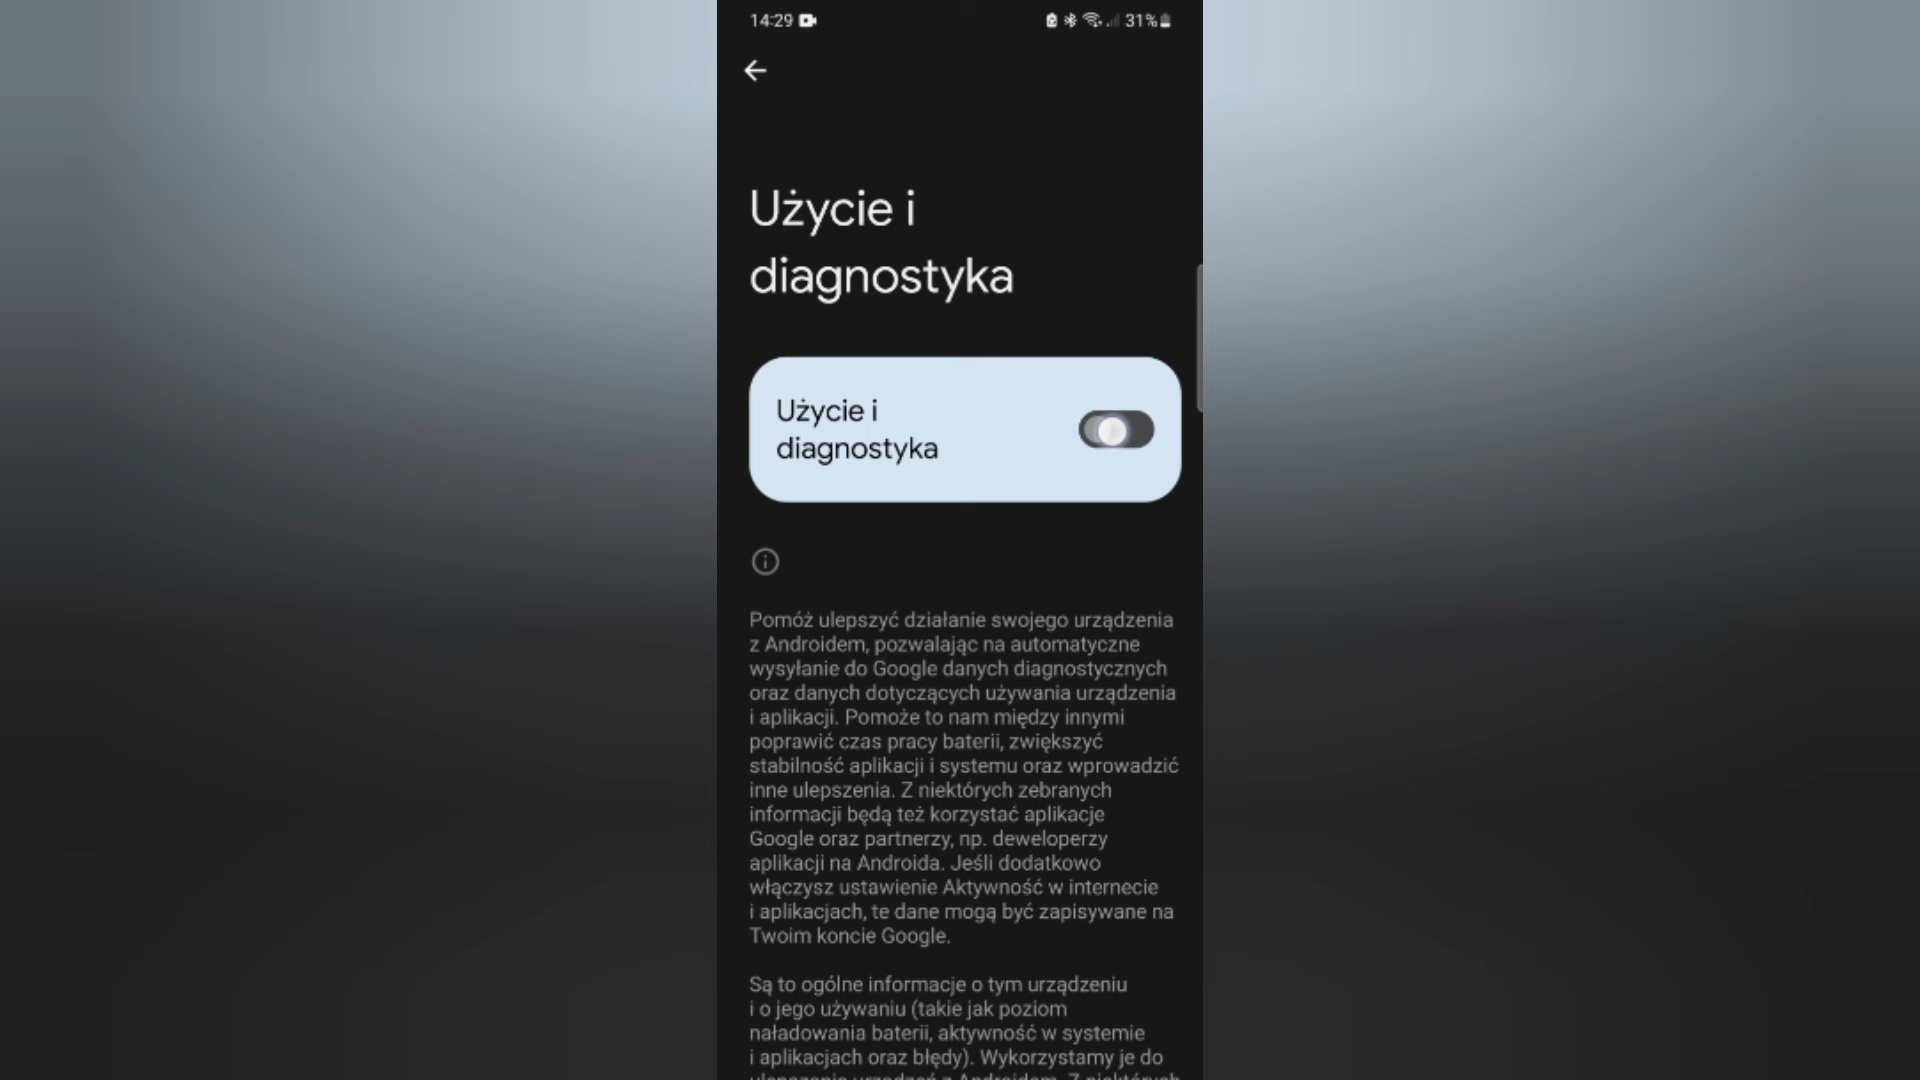 14:29
31%
Użycie i
diagnostyka
Użycie i
diagnostyka
Pomóż ulepszyć działanie swojego urządzenia
z Androidem, pozwalając na automatyczne
wysyłanie do Google danych diagnostycznych
oraz danych dotyczących używania urządzenia
i aplikacji. Pomoże to nam między innymi
poprawić czas pracy baterii, zwiększyć
stabilność aplikacji i systemu oraz wprowadzić
inne ulepszenia. Z niektórych zebranych
informacji będą też korzystać aplikacje
Google oraz partnerzy, np. deweloperzy
aplikacji na Androida. Jeśli dodatkowo
włączysz ustawienie Aktywność w internecie
i aplikacjach, te dane mogą być zapisywane na
Twoim koncie Google.
Są to ogólne informacje o tym urządzeniu
i o jego używaniu (takie jak poziom
naładowania baterii, aktywność w systemie
i aplikacjach oraz błędy). Wykorzystamy je do